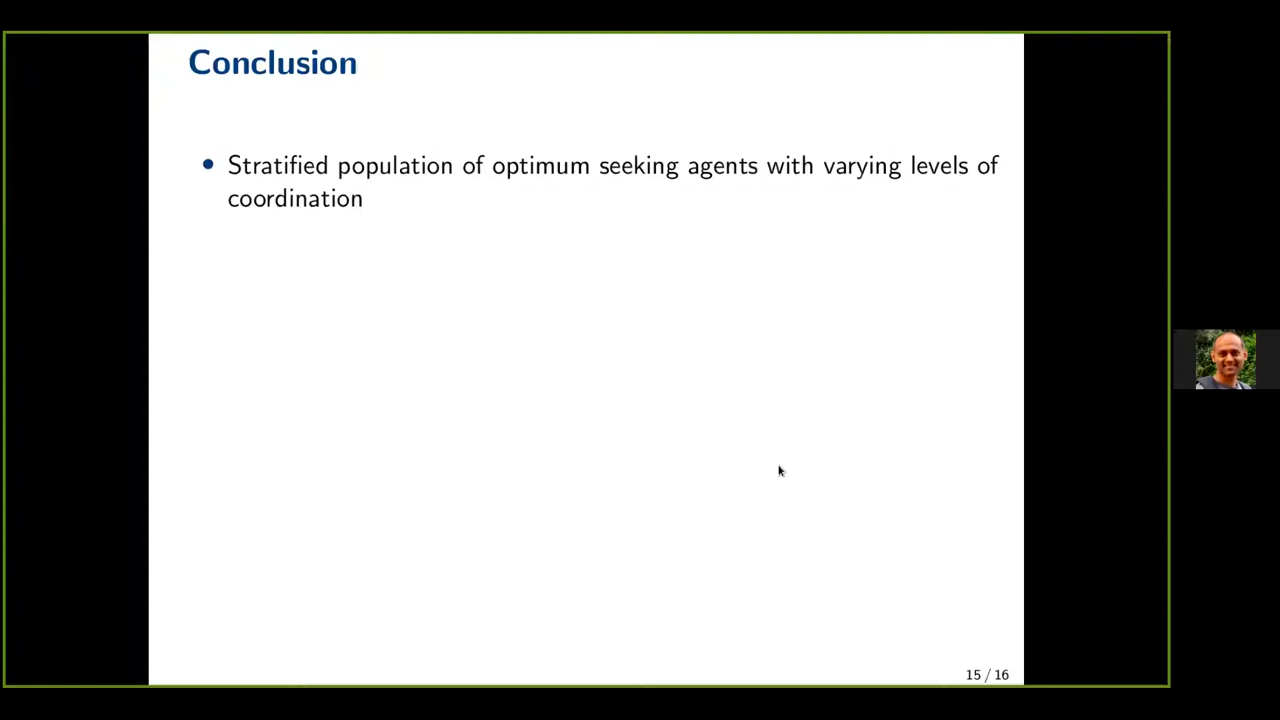 Conclusion
• Stratified population of optimum seeking agents with varying levels of
coordination
15 / 16